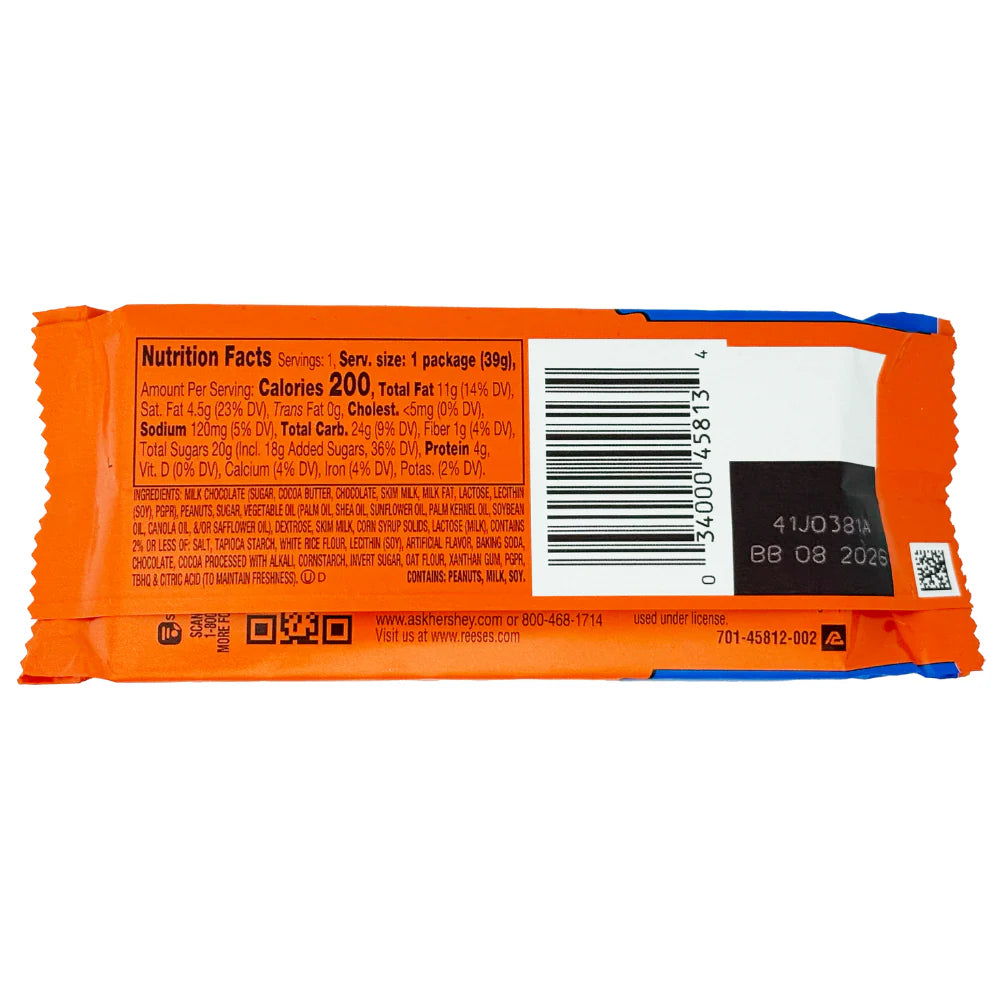 Nutrition Facts Servings: 1, Serv. size: 1 package (39g),
Amount Per Serving: Calories 200, Total Fat 11g (14% DV),
Sat. Fat 4.5g (23% DV), Trans Fat 0g, Cholest. <5mg (0% DV),
Sodium 120mg (5% DV), Total Carb. 24g (9% DV), Fiber 1g (4% DV),
Total Sugars 20g (Incl. 18g Added Sugars, 36% DV), Protein 4g,
Vit. D (0% DV), Calcium (4% DV), Iron (4% DV), Potas. (2% DV).
INGREDIENTS: MILK CHOCOLATE (SUGAR, COCOA BUTTER, CHOCOLATE, SKIM MILK, MILK FAT, LACTOSE, LECITHIN
(SOY), PGPR), PEANUTS, SUGAR, VEGETABLE OIL (PALM OIL, SHEA OIL, SUNFLOWER OIL, PALM KERNEL OIL, SOYBEAN
OIL, CANOLA OIL, &/OR SAFFLOWER OIL), DEXTROSE, SKIM MILK, CORN SYRUP SOLIDS, LACTOSE (MILK), CONTAINS
2% OR LESS OF: SALT, TAPIOCA STARCH, WHITE RICE FLOUR, LECITHIN (SOY), ARTIFICIAL FLAVOR, BAKING SODA,
CHOCOLATE, COCOA PROCESSED WITH ALKALI, CORNSTARCH, INVERT SUGAR, OAT FLOUR, XANTHAN GUM, PGPR,
TBHQ & CITRIC ACID (TO MAINTAIN FRESHNESS). U D
CONTAINS: PEANUTS, MILK, SOY.
0 34000 45813 4
41J0381A
BB 08 2026
SCAN
1-800
MORE FO
www.askhershey.com or 800-468-1714
Visit us at www.reeses.com
used under license.
701-45812-002